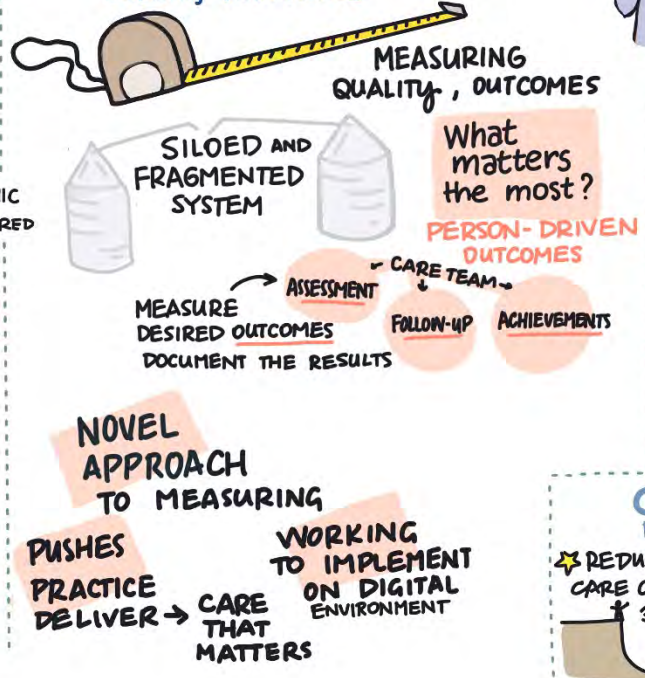 MEASURING
QUALITY, OUTCOMES
SILOED AND
FRAGMENTED
SYSTEM
What
matters
the most?
PERSON-DRIVEN
OUTCOMES
CARE TEAM
ASSESSMENT
FOLLOW-UP
ACHIEVEMENTS
MEASURE
DESIRED OUTCOMES
DOCUMENT THE RESULTS
NOVEL
APPROACH
TO MEASURING
PUSHES
PRACTICE
DELIVER → CARE
THAT
MATTERS
WORKING
TO IMPLEMENT
ON DIGITAL
ENVIRONMENT